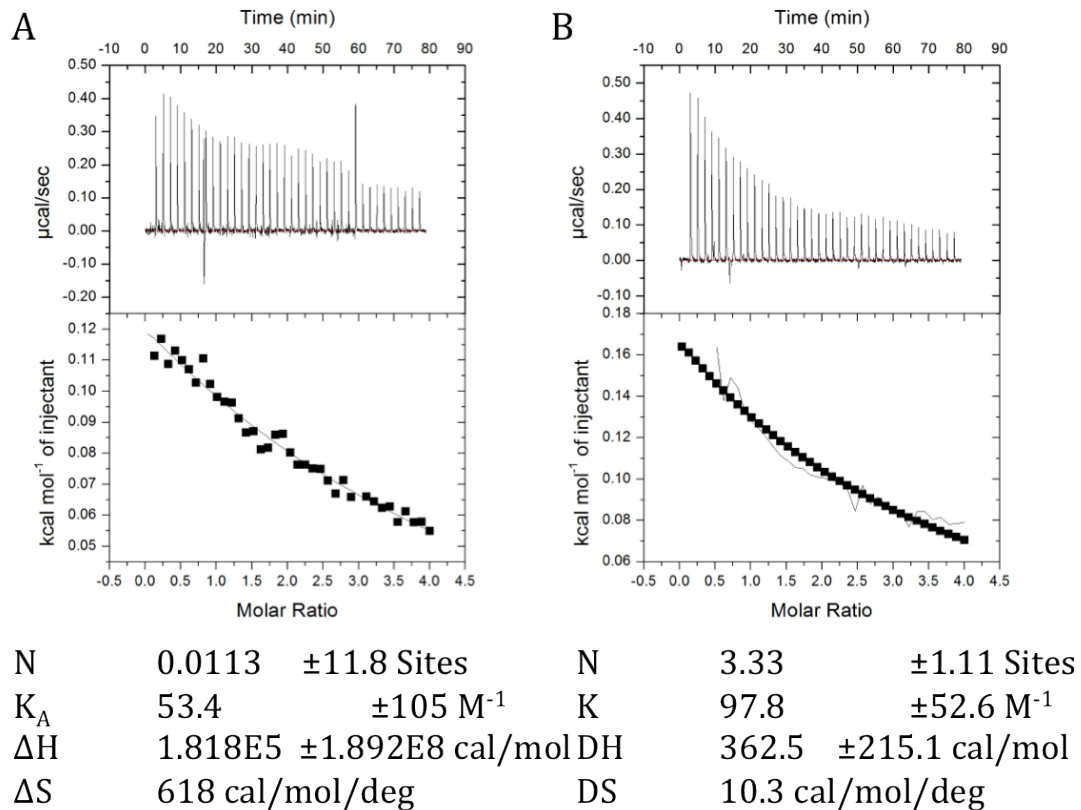 A
Time (min)
-10 0 10 20 30 40 50 60 70 80 90
0.50
0.40
0.30
0.20
0.10
0.00
-0.10
-0.20
µcal/sec
0.12
0.11
0.10
0.09
0.08
0.07
0.06
0.05
kcal mol⁻¹ of injectant
-0.5 0.0 0.5 1.0 1.5 2.0 2.5 3.0 3.5 4.0 4.5
Molar Ratio
N 0.0113 ±11.8 Sites
K_A 53.4 ±105 M⁻¹
ΔH 1.818E5 ±1.892E8 cal/mol
ΔS 618 cal/mol/deg
B
Time (min)
-10 0 10 20 30 40 50 60 70 80 90
0.50
0.40
0.30
0.20
0.10
0.00
-0.10
µcal/sec
0.18
0.16
0.14
0.12
0.10
0.08
0.06
kcal mol⁻¹ of injectant
-0.5 0.0 0.5 1.0 1.5 2.0 2.5 3.0 3.5 4.0 4.5
Molar Ratio
N 3.33 ±1.11 Sites
K 97.8 ±52.6 M⁻¹
DH 362.5 ±215.1 cal/mol
DS 10.3 cal/mol/deg